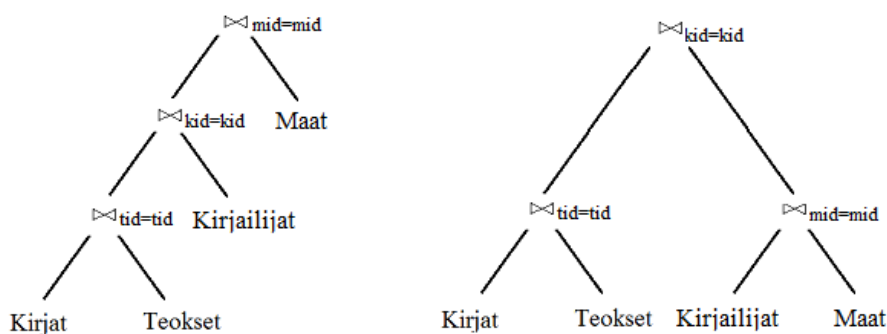 ⋈mid=mid
⋈kid=kid
Maat
⋈tid=tid
Kirjailijat
Kirjat
Teokset
⋈kid=kid
⋈tid=tid
⋈mid=mid
Kirjat
Teokset
Kirjailijat
Maat